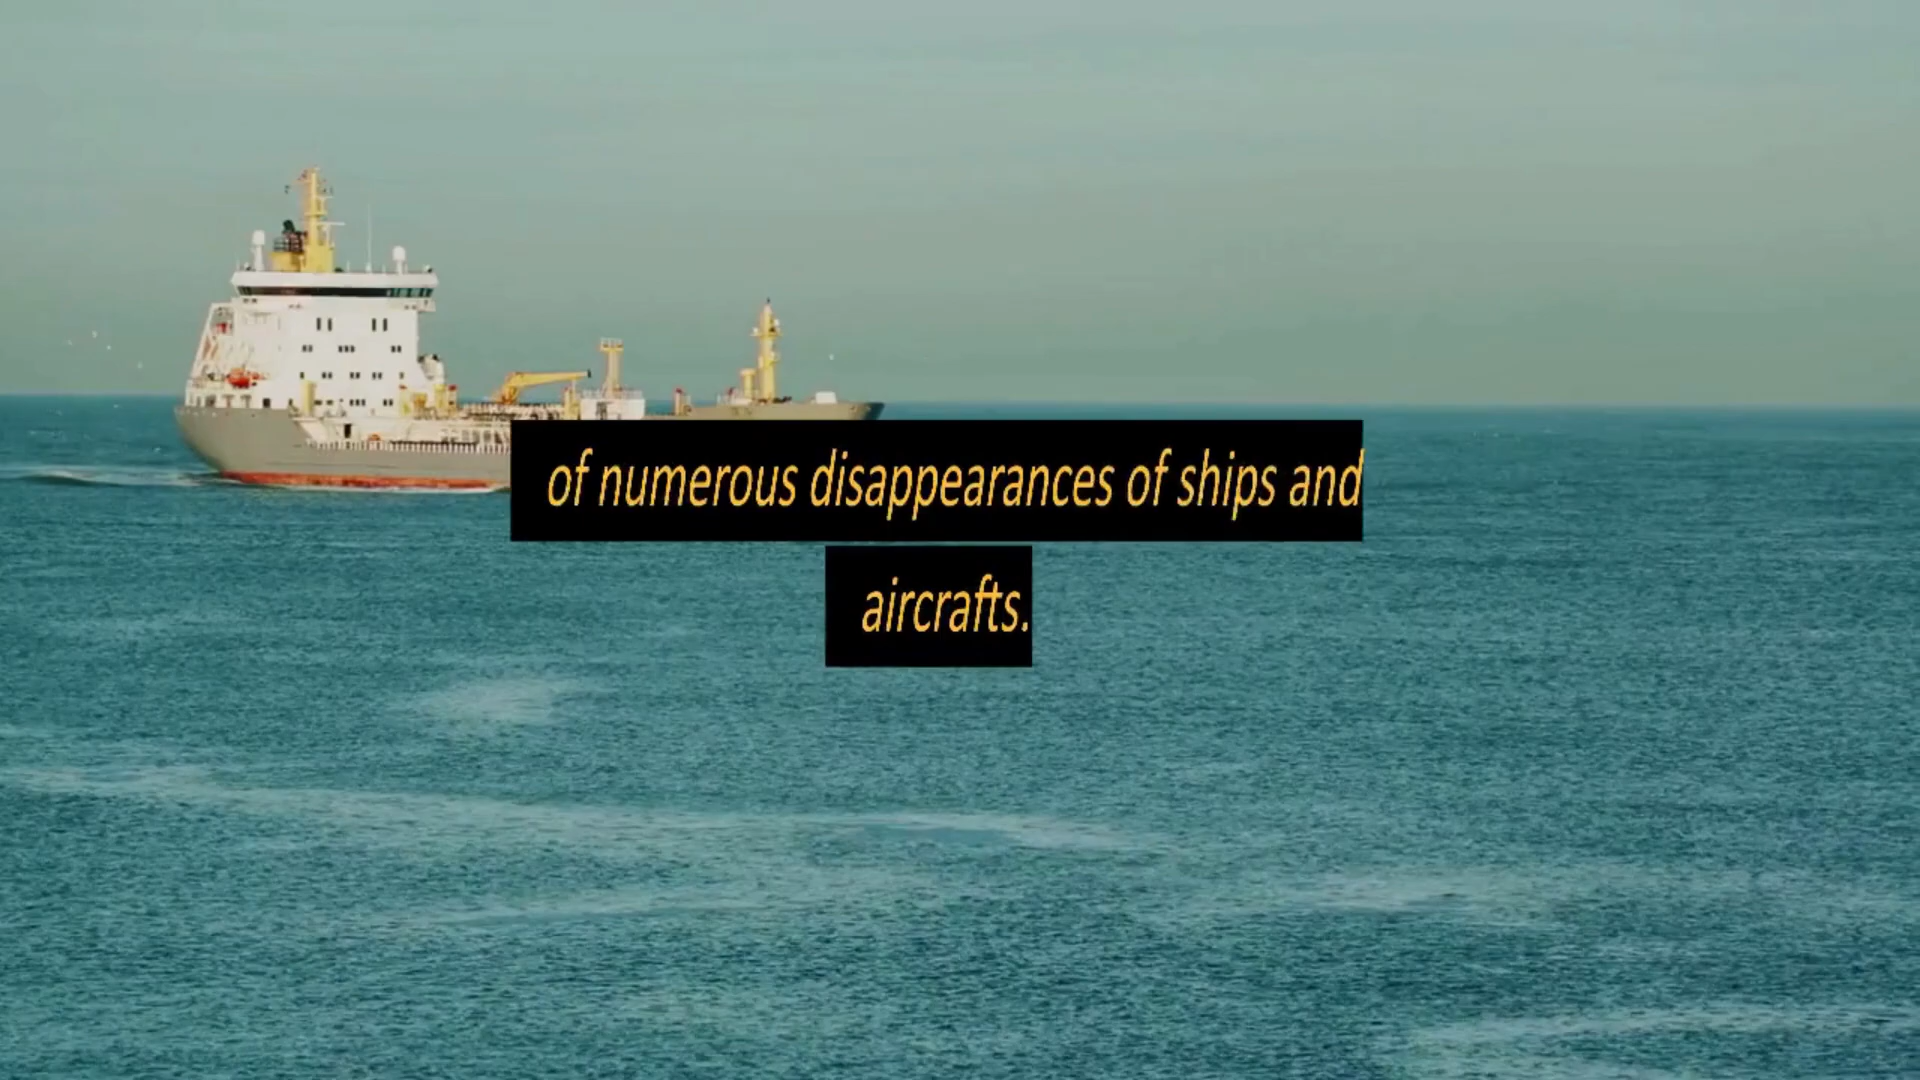 of numerous disappearances of ships and
aircrafts.